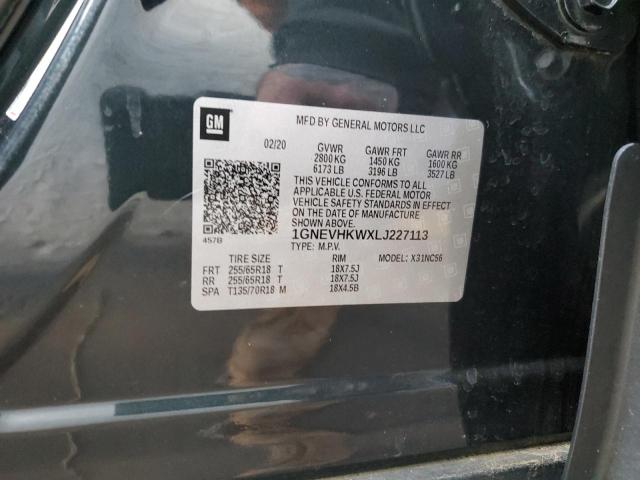 GM
MFD BY GENERAL MOTORS LLC
02/20 GVWR GAWR FRT GAWR RR
2800 KG 1450 KG 1600 KG
6173 LB 3196 LB 3527 LB
THIS VEHICLE CONFORMS TO ALL
APPLICABLE U.S. FEDERAL MOTOR
VEHICLE SAFETY STANDARDS IN EFFECT
ON THE DATE OF MANUFACTURE
SHOWN ABOVE.
457B 1GNEVHKWXLJ227113
TYPE: M.P.V. MODEL: X31NC56
TIRE SIZE RIM
FRT 255/65R18 T 18X7.5J
RR 255/65R18 T 18X7.5J
SPA T135/70R18 M 18X4.5B